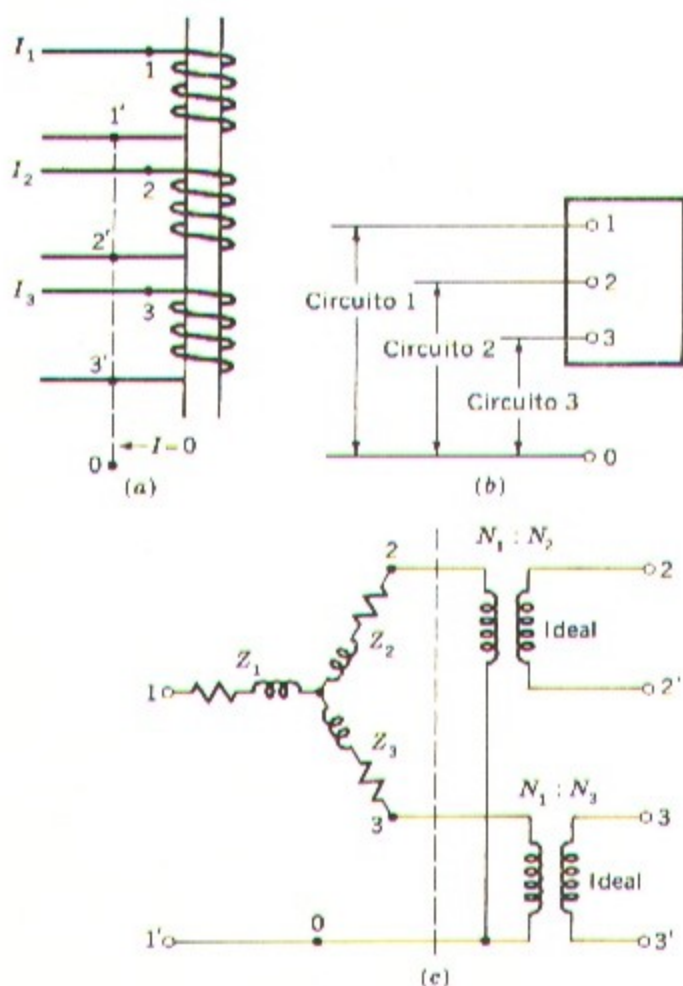 I₁
1
1'
I₂
2
2'
I₃
3
3'
I=0
0
(a)
1
2
Circuito 1
3
Circuito 2
Circuito 3
0
(b)
N₁ : N₂
2
2
Z₂
Ideal
Z₁
1
2'
Z₃
N₁ : N₃
3
3
Ideal
0
1'
3'
(c)